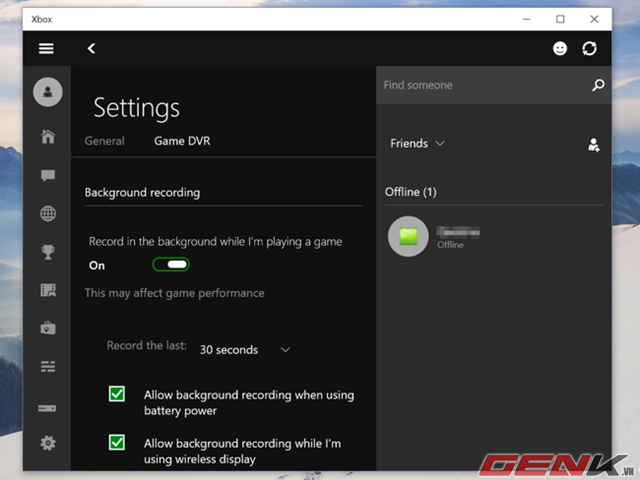 Xbox
Find someone
Settings
General
Game DVR
Friends
Background recording
Offline (1)
Record in the background while I'm playing a game
Offline
On
This may affect game performance
Record the last:
30 seconds
Allow background recording when using
battery power
Allow background recording while I'm
using wireless display
GENK.VN